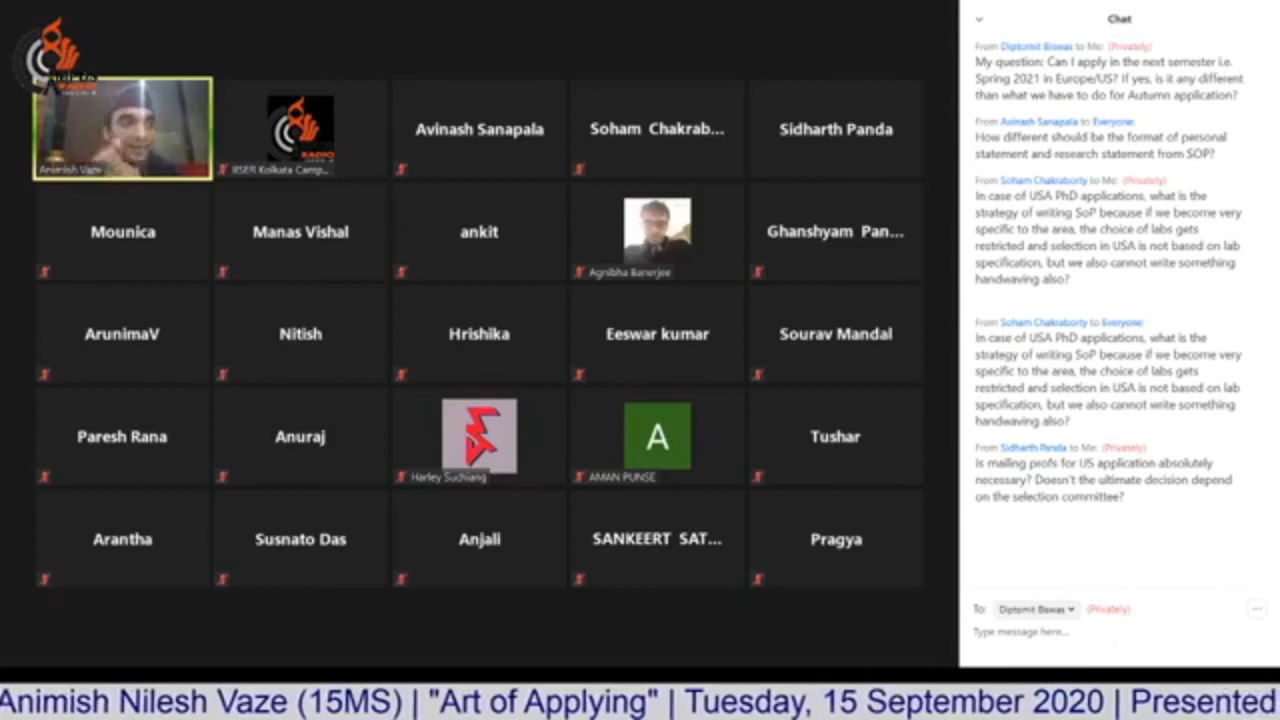 Animish Vaze
IISER Kolkata Camp...
Avinash Sanapala
Soham Chakrab...
Sidharth Panda
Mounica
Manas Vishal
ankit
Agnibha Banerjee
Ghanshyam Pan...
ArunimaV
Nitish
Hrishika
Eeswar kumar
Sourav Mandal
Paresh Rana
Anuraj
Harley Suchiang
A
AMAN PUNSE
Tushar
Arantha
Susnato Das
Anjali
SANKEERT SAT...
Pragya
Chat
From Diptomit Biswas to Me: (Privately)
My question: Can I apply in the next semester i.e.
Spring 2021 in Europe/US? If yes, is it any different
than what we have to do for Autumn application?
From Avinash Sanapala to Everyone:
How different should be the format of personal
statement and research statement from SOP?
From Soham Chakraborty to Me: (Privately)
In case of USA PhD applications, what is the
strategy of writing SoP because if we become very
specific to the area, the choice of labs gets
restricted and selection in USA is not based on lab
specification, but we also cannot write something
handwaving also?
From Soham Chakraborty to Everyone:
In case of USA PhD applications, what is the
strategy of writing SoP because if we become very
specific to the area, the choice of labs gets
restricted and selection in USA is not based on lab
specification, but we also cannot write something
handwaving also?
From Sidharth Panda to Me: (Privately)
Is mailing profs for US application absolutely
necessary? Doesn't the ultimate decision depend
on the selection committee?
To: Diptomit Biswas (Privately)
Type message here...
Animish Nilesh Vaze (15MS) | "Art of Applying" | Tuesday, 15 September 2020 | Presented